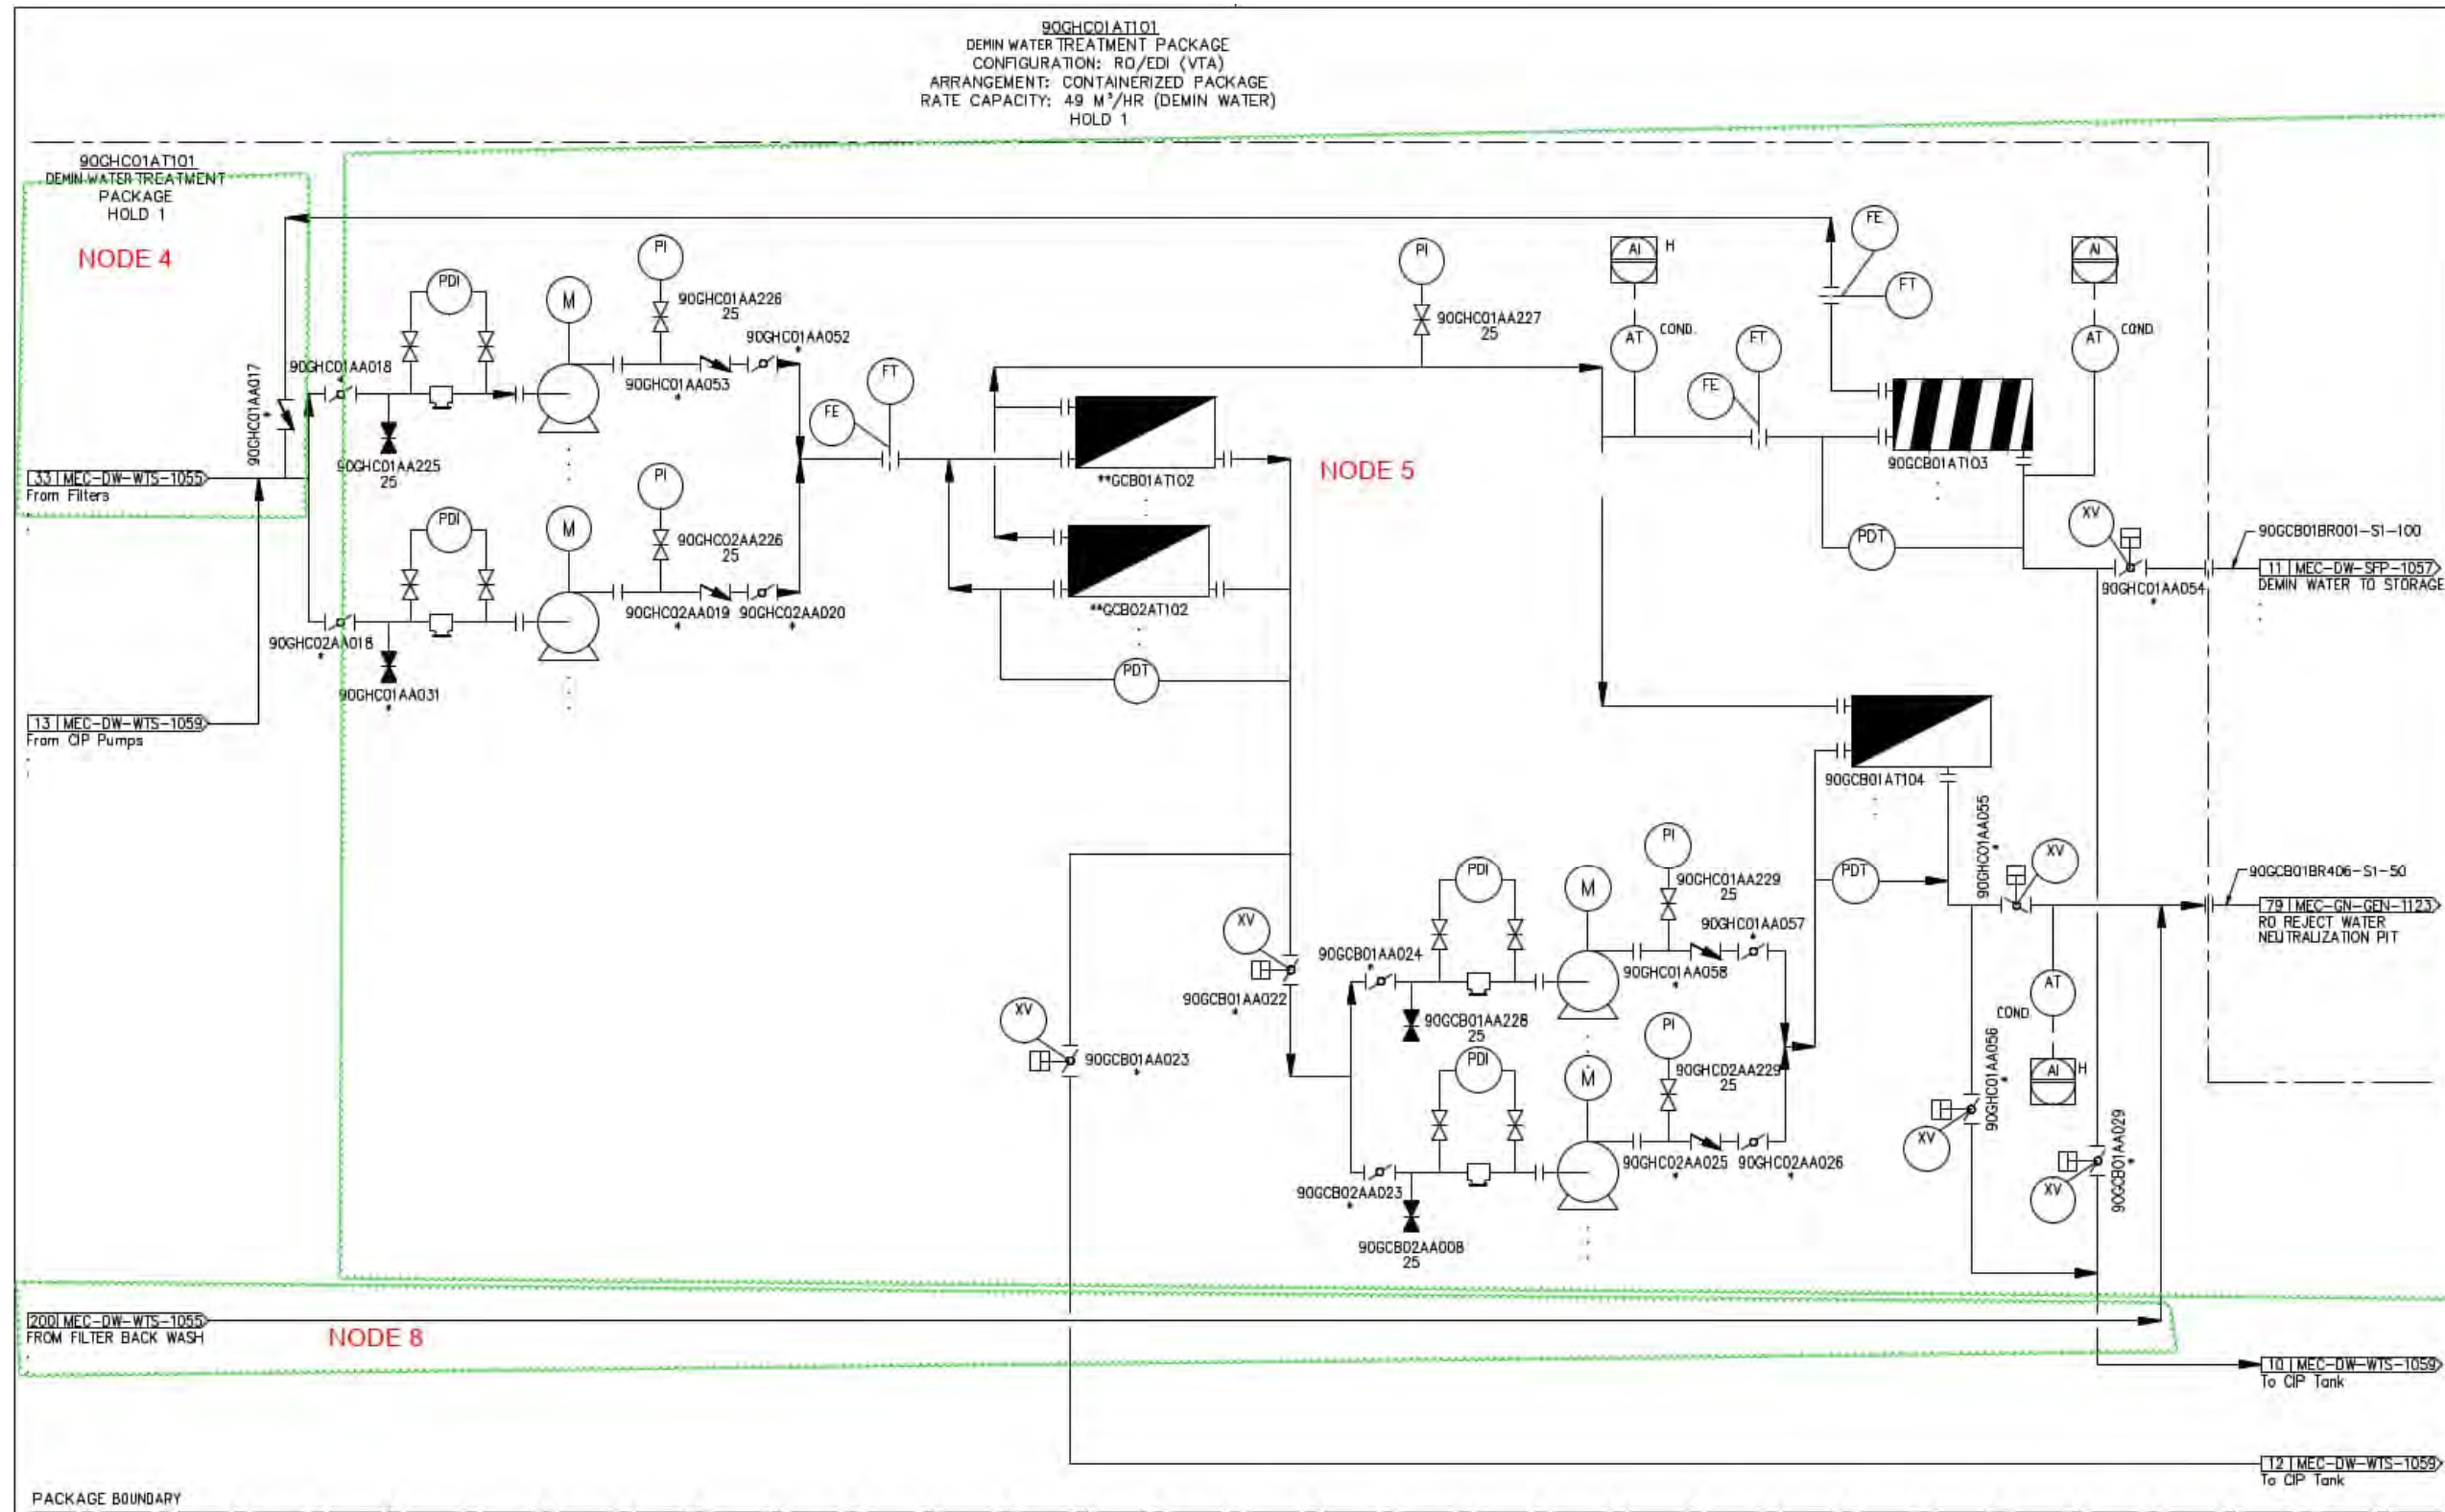 90GHC01AT101
DEMIN WATER TREATMENT PACKAGE
CONFIGURATION: RO/EDI (VTA)
ARRANGEMENT: CONTAINERIZED PACKAGE
RATE CAPACITY: 49 M³/HR (DEMIN WATER)
HOLD 1
90GHC01AT101
DEMIN WATER TREATMENT
PACKAGE
HOLD 1
NODE 4
90GHC01AA017
*
33 MEC-DW-WTS-1055
From Filters
13 MEC-DW-WTS-1059
From CIP Pumps
90GHC01AA018
*
PDI
90GHC01AA225
25
M
PI
90GHC01AA226
25
90GHC01AA053
*
90GHC01AA052
*
90GHC02AA018
*
PDI
90GHC01AA031
*
M
PI
90GHC02AA226
25
90GHC02AA019
*
90GHC02AA020
*
FE
FT
**GCB01AT102
**GCB02AT102
PDT
NODE 5
PI
90GHC01AA227
25
AI
H
AT
COND.
FE
FT
FE
FT
AI
AT
COND
90GCB01AT103
PDT
XV
90GHC01AA054
*
90GCB01BR001-S1-100
11 MEC-DW-SFP-1057
DEMIN WATER TO STORAGE
90GCB01AT104
PDT
90GHC01AA055
*
XV
90GCB01BR406-S1-50
79 MEC-GN-GEN-1123
RO REJECT WATER
NEUTRALIZATION PIT
AT
COND
AI
H
90GHC01AA056
*
XV
90GCB01AA029
*
XV
XV
90GCB01AA022
*
XV
90GCB01AA023
*
90GCB01AA024
*
PDI
90GCB01AA228
25
M
PI
90GHC01AA229
25
90GHC01AA058
*
90GHC01AA057
*
90GCB02AA023
*
PDI
90GCB02AA008
25
M
PI
90GHC02AA229
25
90GHC02AA025
*
90GHC02AA026
*
200 MEC-DW-WTS-1055
FROM FILTER BACK WASH
NODE 8
10 MEC-DW-WTS-1059
To CIP Tank
12 MEC-DW-WTS-1059
To CIP Tank
PACKAGE BOUNDARY